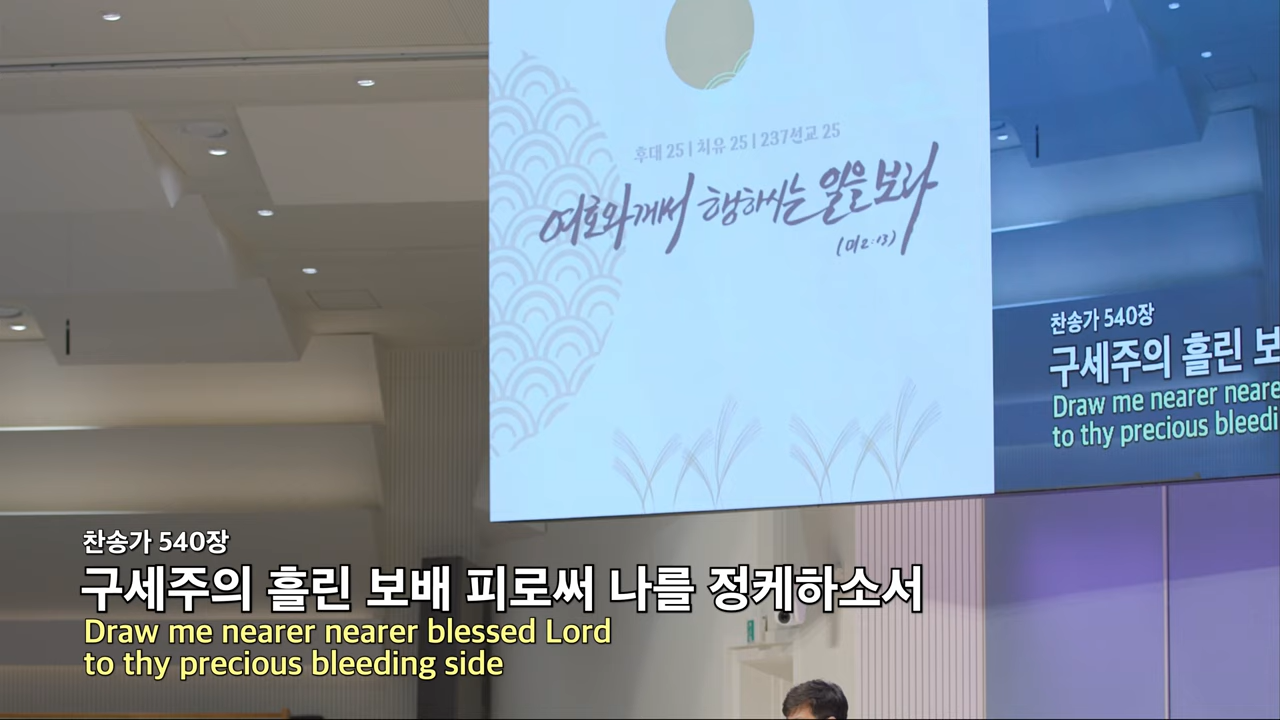 후대 25 | 치유 25 | 237선교 25
여호와께서 행하시는 일을 보라
찬송가 540장
구세주의 흘린 보
Draw me nearer neare
to thy precious bleedi
찬송가 540장
구세주의 흘린 보배 피로써 나를 정케하소서
Draw me nearer nearer blessed Lord
to thy precious bleeding side